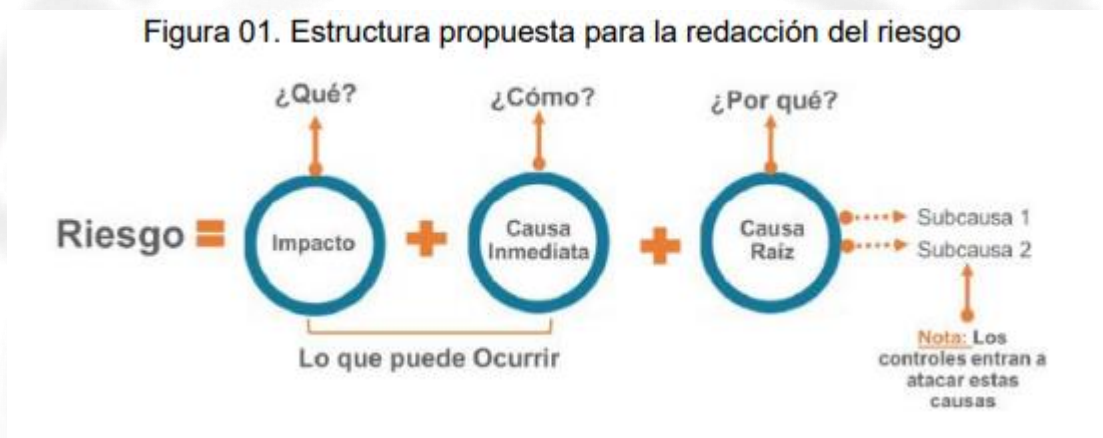 Figura 01. Estructura propuesta para la redacción del riesgo
¿Qué?
¿Cómo?
¿Por qué?
Riesgo =
Impacto
+
Causa
Inmediata
+
Causa
Raíz
Subcausa 1
Subcausa 2
Lo que puede Ocurrir
Nota: Los
controles entran a
atacar estas
causas